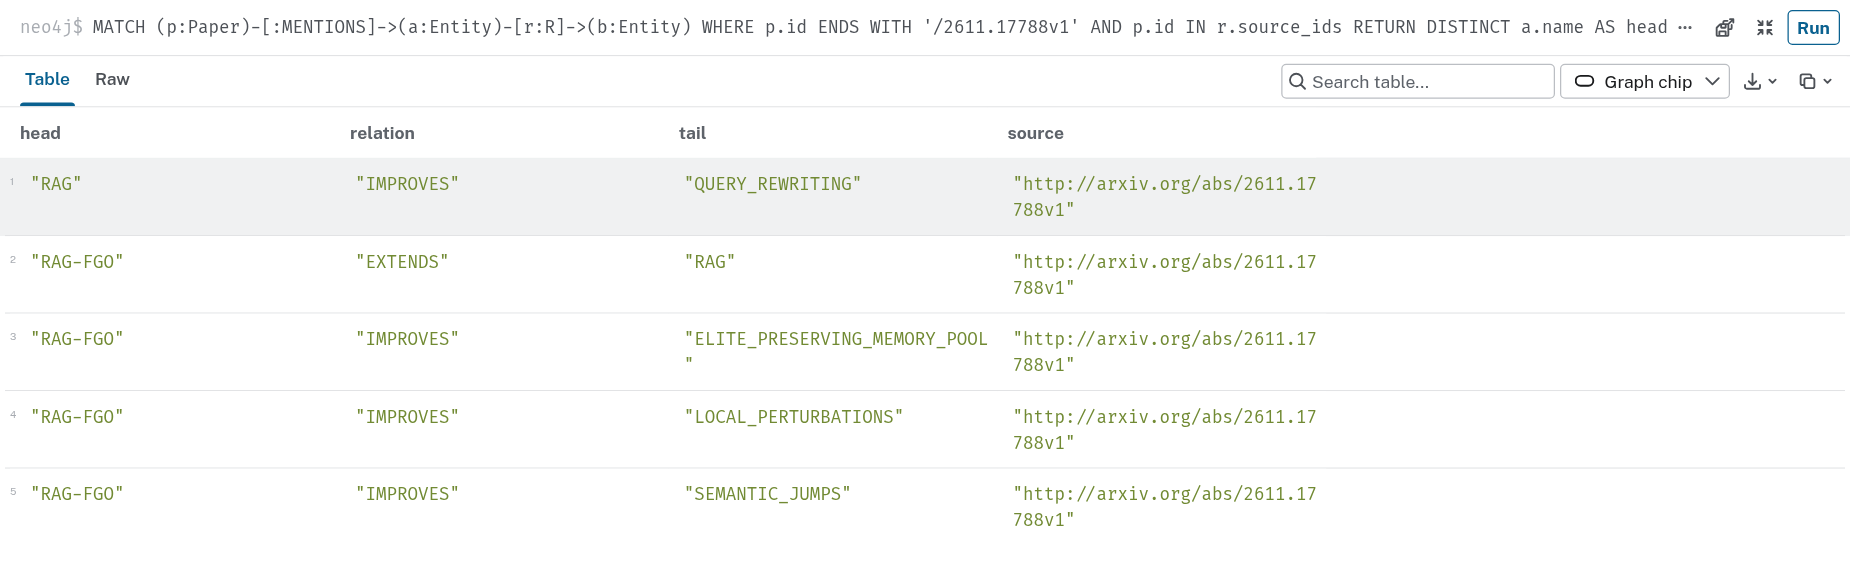 neo4j$ MATCH (p:Paper)-[:MENTIONS]->(a:Entity)-[r:R]->(b:Entity) WHERE p.id ENDS WITH '/2611.17788v1' AND p.id IN r.source_ids RETURN DISTINCT a.name AS head ··· Run
Table Raw Search table... Graph chip
head relation tail source
1 "RAG" "IMPROVES" "QUERY_REWRITING" "http://arxiv.org/abs/2611.17
788v1"
2 "RAG-FGO" "EXTENDS" "RAG" "http://arxiv.org/abs/2611.17
788v1"
3 "RAG-FGO" "IMPROVES" "ELITE_PRESERVING_MEMORY_POOL "http://arxiv.org/abs/2611.17
" 788v1"
4 "RAG-FGO" "IMPROVES" "LOCAL_PERTURBATIONS" "http://arxiv.org/abs/2611.17
788v1"
5 "RAG-FGO" "IMPROVES" "SEMANTIC_JUMPS" "http://arxiv.org/abs/2611.17
788v1"